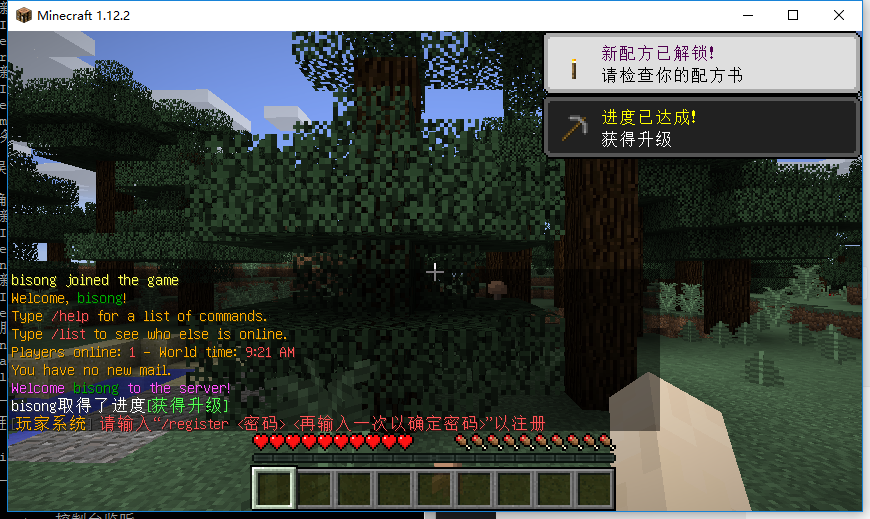 Minecraft 1.12.2
新配方已解锁!
请检查你的配方书
进度已达成!
获得升级
bisong joined the game
Welcome, bisong!
Type /help for a list of commands.
Type /list to see who else is online.
Players online: 1 - World time: 9:21 AM
You have no new mail.
Welcome bisong to the server!
bisong取得了进度[获得升级]
[玩家系统] 请输入“/register <密码> <再输入一次以确定密码>”以注册
控制台监听